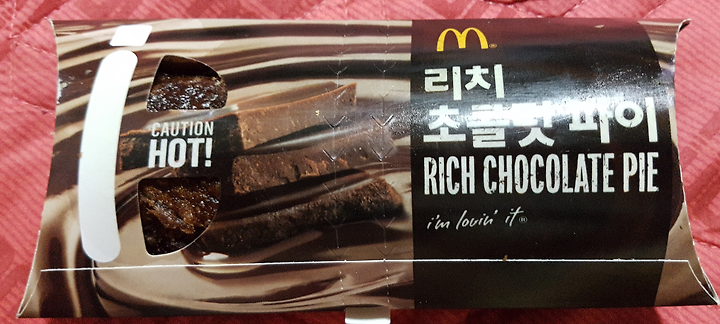 CAUTION
HOT!
리치
초콜릿 파이
RICH CHOCOLATE PIE
i'm lovin' it®